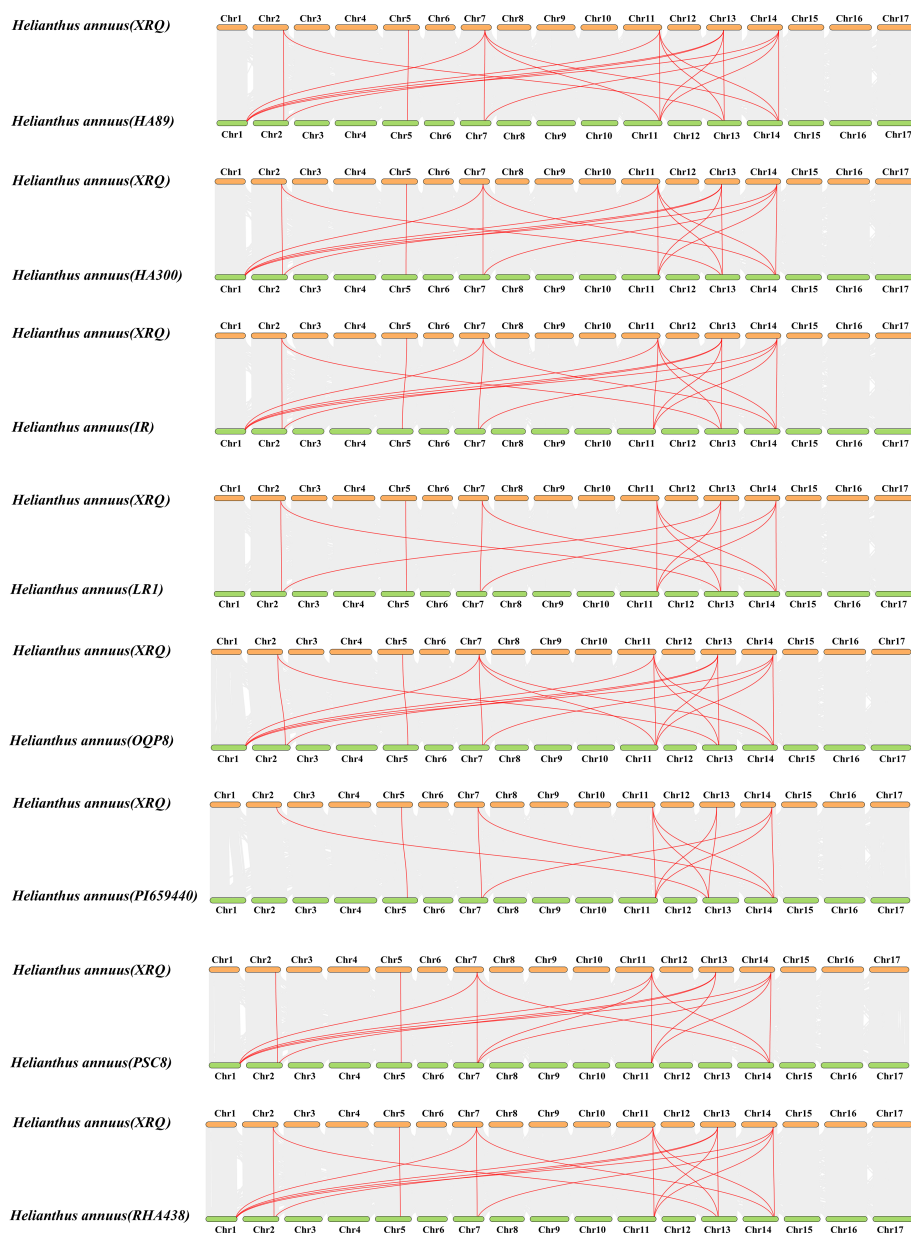 Helianthus annuus(XRQ) Chr1 Chr2 Chr3 Chr4 Chr5 Chr6 Chr7 Chr8 Chr9 Chr10 Chr11 Chr12 Chr13 Chr14 Chr15 Chr16 Chr17
Helianthus annuus(HA89) Chr1 Chr2 Chr3 Chr4 Chr5 Chr6 Chr7 Chr8 Chr9 Chr10 Chr11 Chr12 Chr13 Chr14 Chr15 Chr16 Chr17
Helianthus annuus(XRQ) Chr1 Chr2 Chr3 Chr4 Chr5 Chr6 Chr7 Chr8 Chr9 Chr10 Chr11 Chr12 Chr13 Chr14 Chr15 Chr16 Chr17
Helianthus annuus(HA300) Chr1 Chr2 Chr3 Chr4 Chr5 Chr6 Chr7 Chr8 Chr9 Chr10 Chr11 Chr12 Chr13 Chr14 Chr15 Chr16 Chr17
Helianthus annuus(XRQ) Chr1 Chr2 Chr3 Chr4 Chr5 Chr6 Chr7 Chr8 Chr9 Chr10 Chr11 Chr12 Chr13 Chr14 Chr15 Chr16 Chr17
Helianthus annuus(IR) Chr1 Chr2 Chr3 Chr4 Chr5 Chr6 Chr7 Chr8 Chr9 Chr10 Chr11 Chr12 Chr13 Chr14 Chr15 Chr16 Chr17
Helianthus annuus(XRQ) Chr1 Chr2 Chr3 Chr4 Chr5 Chr6 Chr7 Chr8 Chr9 Chr10 Chr11 Chr12 Chr13 Chr14 Chr15 Chr16 Chr17
Helianthus annuus(LR1) Chr1 Chr2 Chr3 Chr4 Chr5 Chr6 Chr7 Chr8 Chr9 Chr10 Chr11 Chr12 Chr13 Chr14 Chr15 Chr16 Chr17
Helianthus annuus(XRQ) Chr1 Chr2 Chr3 Chr4 Chr5 Chr6 Chr7 Chr8 Chr9 Chr10 Chr11 Chr12 Chr13 Chr14 Chr15 Chr16 Chr17
Helianthus annuus(OQP8) Chr1 Chr2 Chr3 Chr4 Chr5 Chr6 Chr7 Chr8 Chr9 Chr10 Chr11 Chr12 Chr13 Chr14 Chr15 Chr16 Chr17
Helianthus annuus(XRQ) Chr1 Chr2 Chr3 Chr4 Chr5 Chr6 Chr7 Chr8 Chr9 Chr10 Chr11 Chr12 Chr13 Chr14 Chr15 Chr16 Chr17
Helianthus annuus(PI659440) Chr1 Chr2 Chr3 Chr4 Chr5 Chr6 Chr7 Chr8 Chr9 Chr10 Chr11 Chr12 Chr13 Chr14 Chr15 Chr16 Chr17
Helianthus annuus(XRQ) Chr1 Chr2 Chr3 Chr4 Chr5 Chr6 Chr7 Chr8 Chr9 Chr10 Chr11 Chr12 Chr13 Chr14 Chr15 Chr16 Chr17
Helianthus annuus(PSC8) Chr1 Chr2 Chr3 Chr4 Chr5 Chr6 Chr7 Chr8 Chr9 Chr10 Chr11 Chr12 Chr13 Chr14 Chr15 Chr16 Chr17
Helianthus annuus(XRQ) Chr1 Chr2 Chr3 Chr4 Chr5 Chr6 Chr7 Chr8 Chr9 Chr10 Chr11 Chr12 Chr13 Chr14 Chr15 Chr16 Chr17
Helianthus annuus(RHA438) Chr1 Chr2 Chr3 Chr4 Chr5 Chr6 Chr7 Chr8 Chr9 Chr10 Chr11 Chr12 Chr13 Chr14 Chr15 Chr16 Chr17